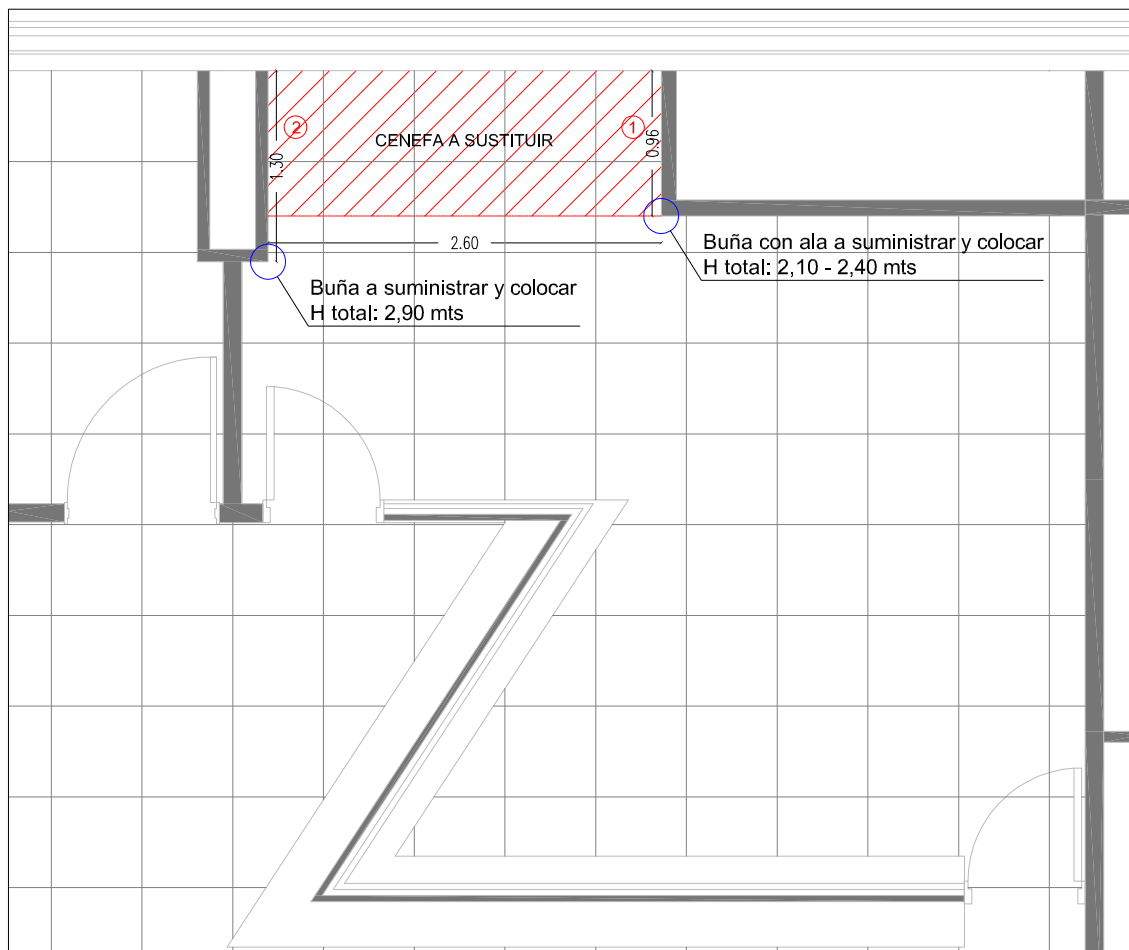 2
CENEFA A SUSTITUIR
1
1.30
0.96
2.60
Buña con ala a suministrar y colocar
H total: 2,10 - 2,40 mts
Buña a suministrar y colocar
H total: 2,90 mts